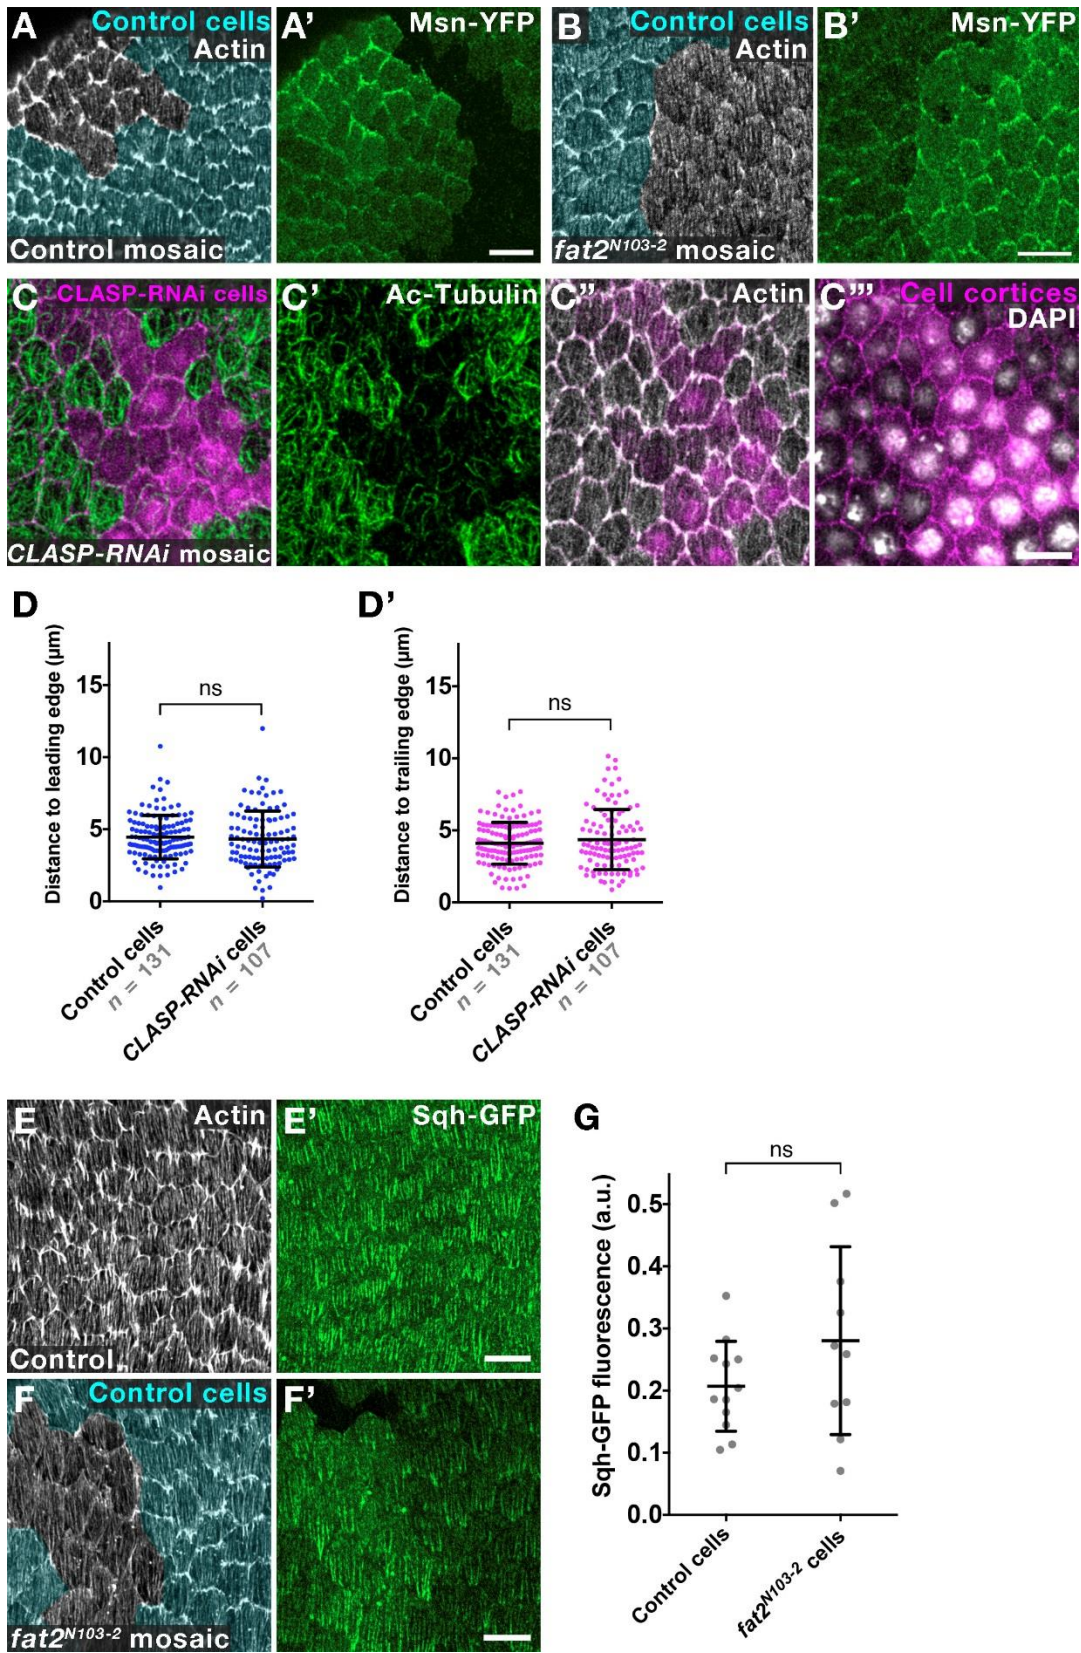 A
Control cells
Actin
Control mosaic
A’
Msn-YFP
B
Control cells
Actin
fat2N103-2 mosaic
B’
Msn-YFP
C
CLASP-RNAi cells
CLASP-RNAi mosaic
C’
Ac-Tubulin
C’’
Actin
C’’’
Cell cortices
DAPI
D
Distance to leading edge (µm)
15
10
5
0
ns
Control cells
n = 131
CLASP-RNAi cells
n = 107
D’
Distance to trailing edge (µm)
15
10
5
0
ns
Control cells
n = 131
CLASP-RNAi cells
n = 107
E
Actin
Control
E’
Sqh-GFP
F
Control cells
fat2N103-2 mosaic
F’
G
Sqh-GFP fluorescence (a.u.)
0.5
0.4
0.3
0.2
0.1
0.0
ns
Control cells
fat2N103-2 cells